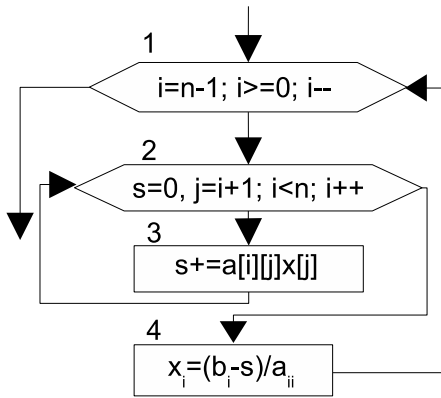 1
i=n-1; i>=0; i--
2
s=0, j=i+1; i<n; i++
3
s+=a[i][j]x[j]
4
xᵢ=(bᵢ-s)/aᵢᵢ